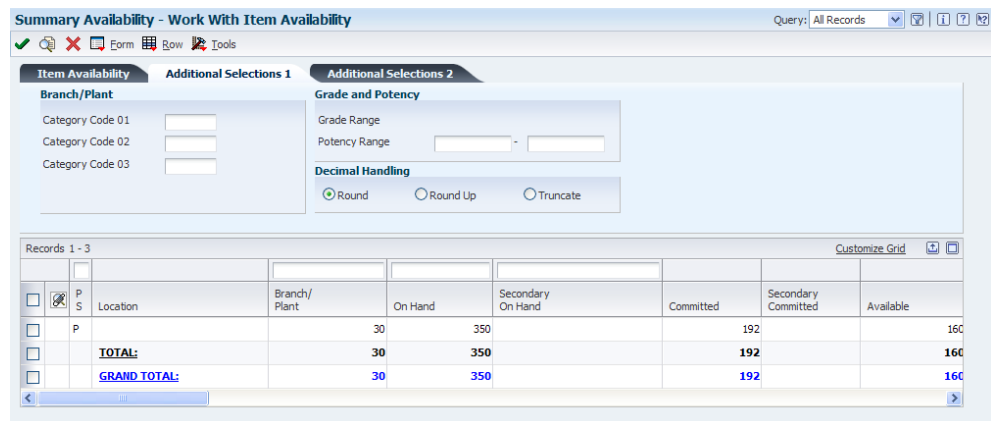 Summary Availability - Work With Item Availability
Query: All Records
Form Row Tools
Item Availability Additional Selections 1 Additional Selections 2
Branch/Plant
Category Code 01
Category Code 02
Category Code 03
Grade and Potency
Grade Range
Potency Range -
Decimal Handling
Round Round Up Truncate
Records 1 - 3 Customize Grid
P S Location Branch/ Plant On Hand Secondary On Hand Committed Secondary Committed Available
P 30 350 192 160
TOTAL: 30 350 192 160
GRAND TOTAL: 30 350 192 160